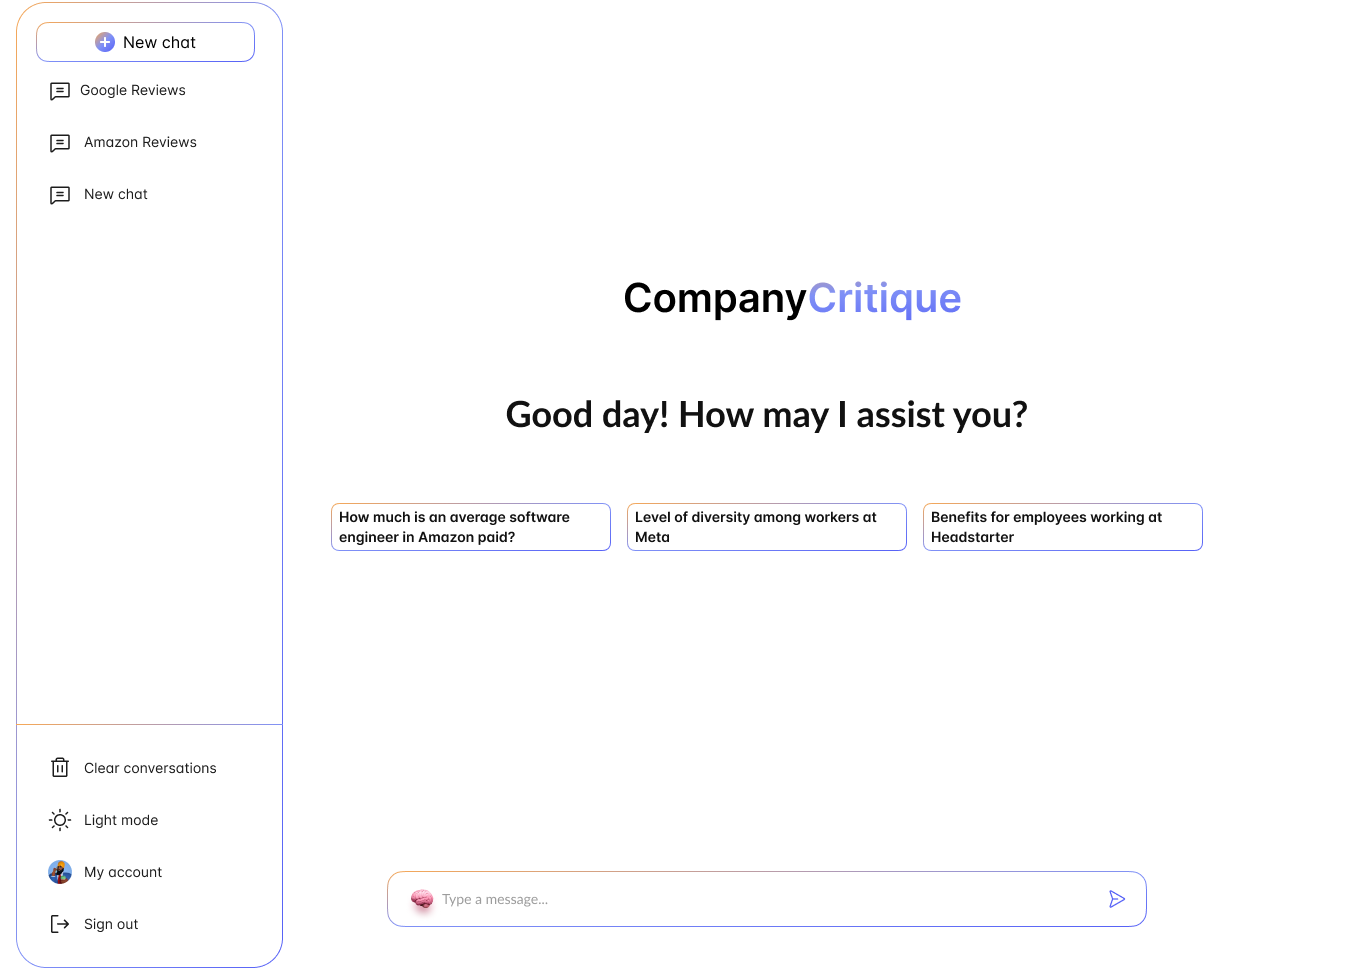 New chat
Google Reviews
Amazon Reviews
New chat
Clear conversations
Light mode
My account
Sign out
CompanyCritique
Good day! How may I assist you?
How much is an average software
engineer in Amazon paid?
Level of diversity among workers at
Meta
Benefits for employees working at
Headstarter
Type a message...